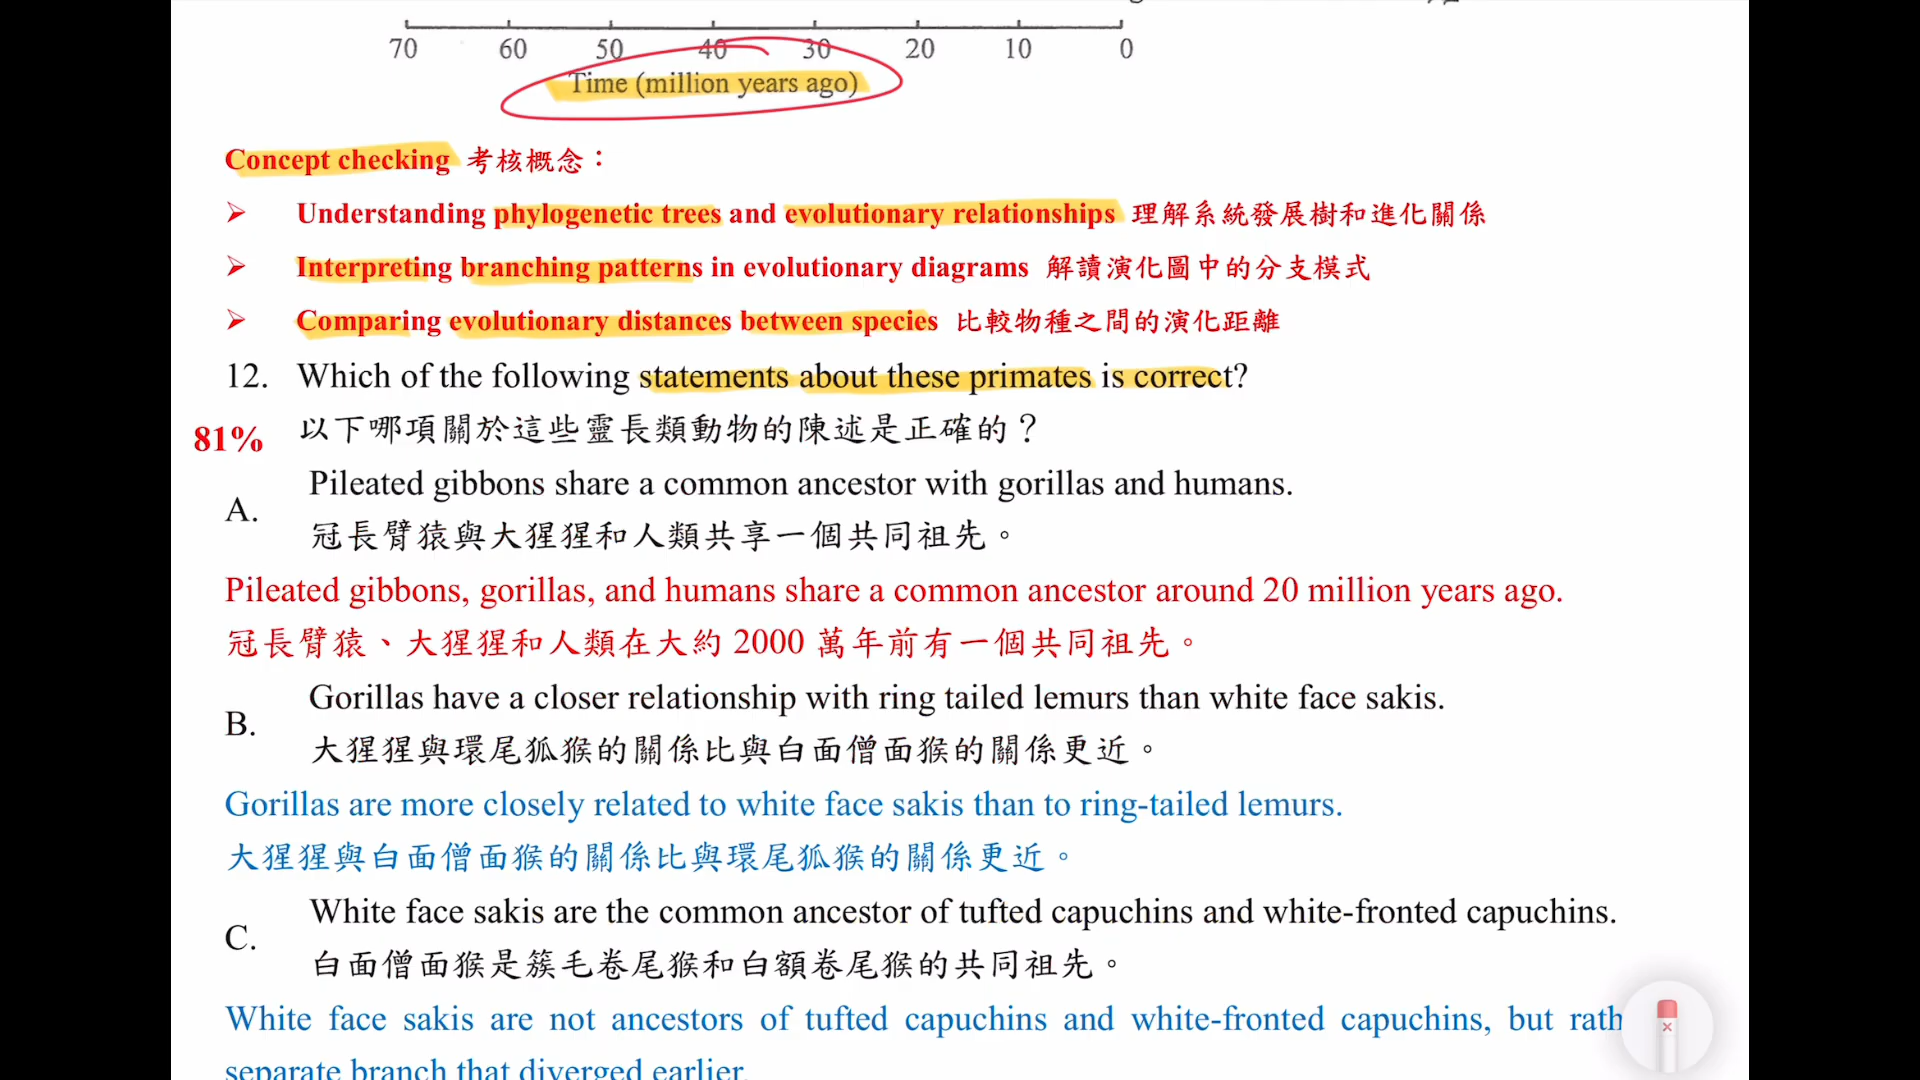 70 60 50 40 30 20 10 0
Time (million years ago)
Concept checking 考核概念：
➢ Understanding phylogenetic trees and evolutionary relationships 理解系統發展樹和進化關係
➢ Interpreting branching patterns in evolutionary diagrams 解讀演化圖中的分支模式
➢ Comparing evolutionary distances between species 比較物種之間的演化距離
12. Which of the following statements about these primates is correct?
81% 以下哪項關於這些靈長類動物的陳述是正確的？
A. Pileated gibbons share a common ancestor with gorillas and humans.
冠長臂猿與大猩猩和人類共享一個共同祖先。
Pileated gibbons, gorillas, and humans share a common ancestor around 20 million years ago.
冠長臂猿、大猩猩和人類在大約 2000 萬年前有一個共同祖先。
B. Gorillas have a closer relationship with ring tailed lemurs than white face sakis.
大猩猩與環尾狐猴的關係比與白面僧面猴的關係更近。
Gorillas are more closely related to white face sakis than to ring-tailed lemurs.
大猩猩與白面僧面猴的關係比與環尾狐猴的關係更近。
C. White face sakis are the common ancestor of tufted capuchins and white-fronted capuchins.
白面僧面猴是簇毛卷尾猴和白額卷尾猴的共同祖先。
White face sakis are not ancestors of tufted capuchins and white-fronted capuchins, but rath
separate branch that diverged earlier.